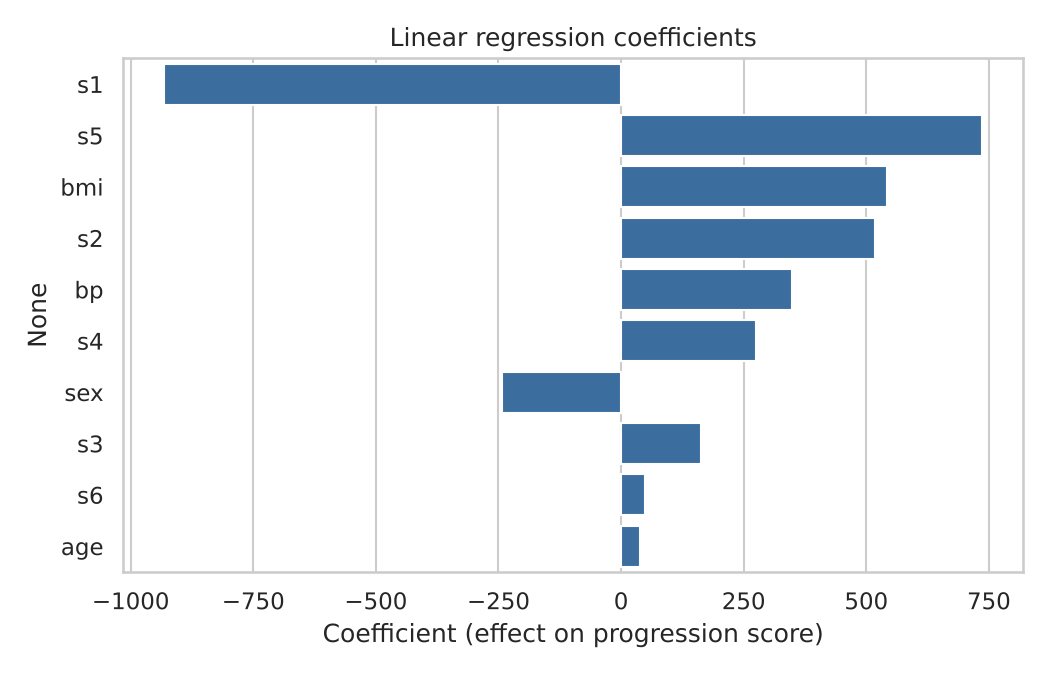 Linear regression coefficients
s1
s5
bmi
s2
bp
s4
sex
s3
s6
age
None
−1000 −750 −500 −250 0 250 500 750
Coefficient (effect on progression score)